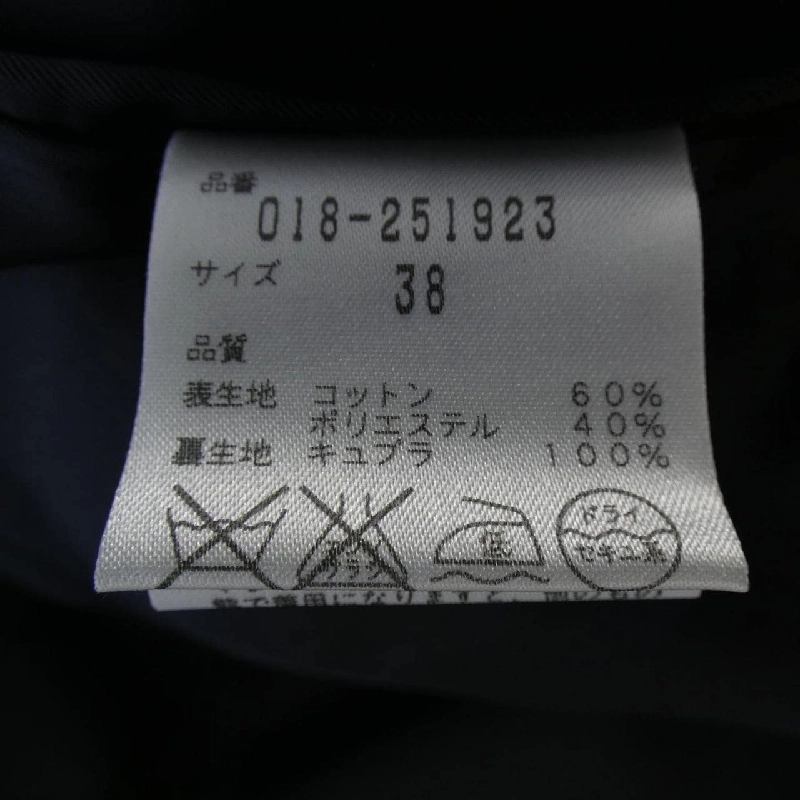 品番
018-251923
サイズ 38
品質
表生地 コットン 60%
ポリエステル 40%
裏生地 キュプラ 100%
低
ドライ
セキユ系